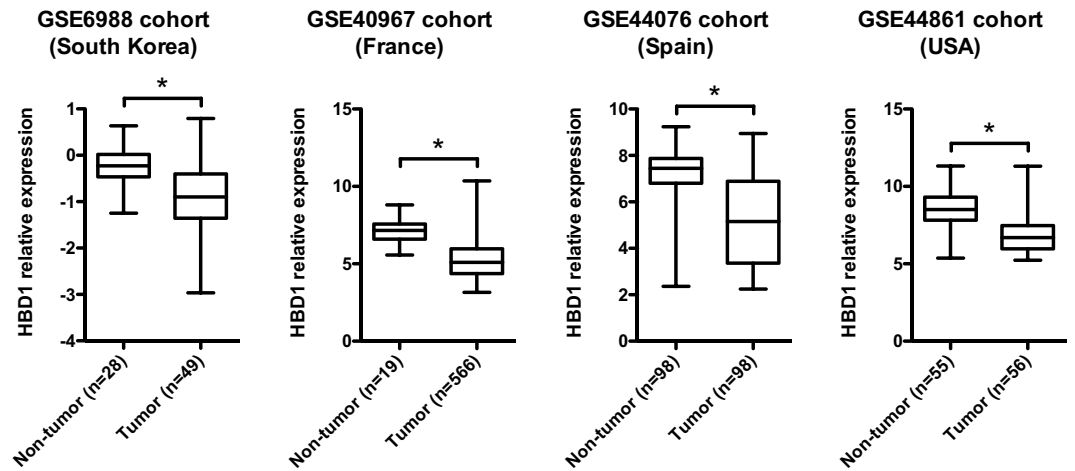 GSE6988 cohort
(South Korea)
HBD1 relative expression
1
0
-1
-2
-3
-4
*
Non-tumor (n=28)
Tumor (n=49)
GSE40967 cohort
(France)
HBD1 relative expression
15
10
5
0
*
Non-tumor (n=19)
Tumor (n=566)
GSE44076 cohort
(Spain)
HBD1 relative expression
10
8
6
4
2
0
*
Non-tumor (n=98)
Tumor (n=98)
GSE44861 cohort
(USA)
HBD1 relative expression
15
10
5
0
*
Non-tumor (n=55)
Tumor (n=56)